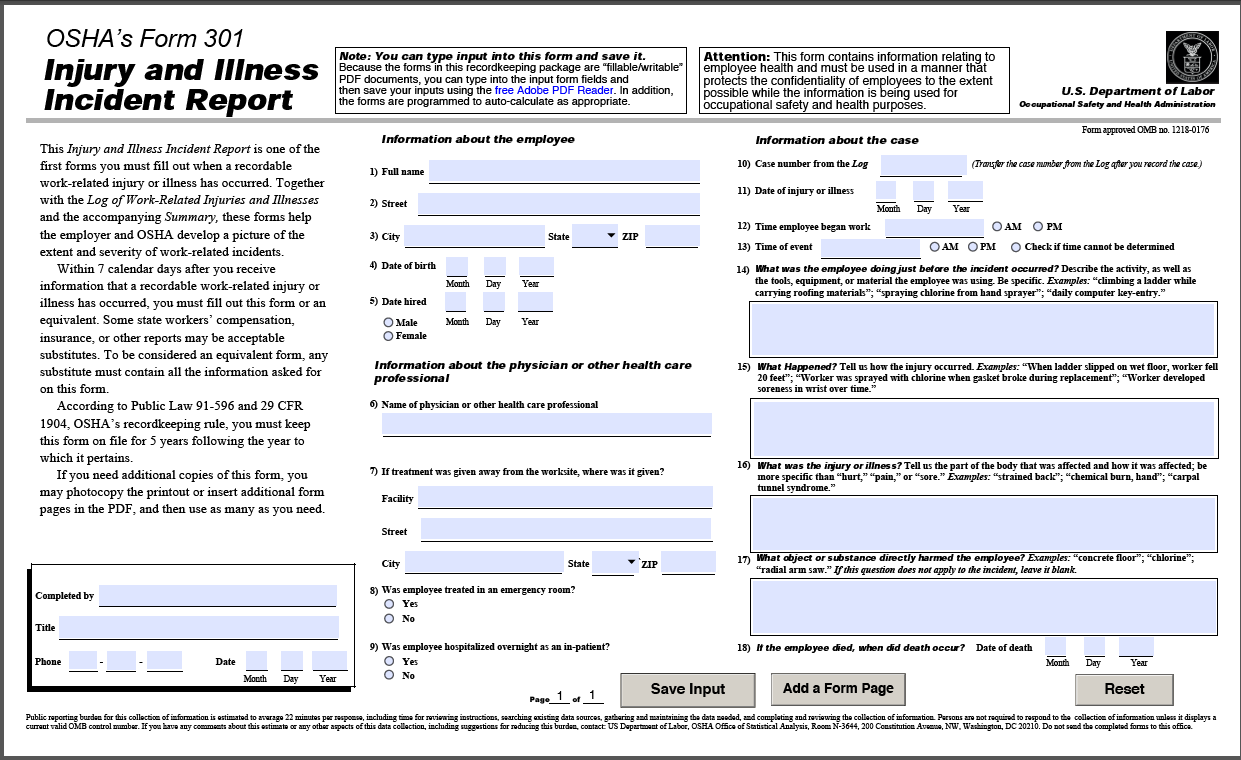 OSHA's Form 301
Injury and Illness
Incident Report
Note: You can type input into this form and save it.
Because the forms in this recordkeeping package are “fillable/writable”
PDF documents, you can type into the input form fields and
then save your inputs using the free Adobe PDF Reader. In addition,
the forms are programmed to auto-calculate as appropriate.
Attention: This form contains information relating to
employee health and must be used in a manner that
protects the confidentiality of employees to the extent
possible while the information is being used for
occupational safety and health purposes.
U.S. Department of Labor
Occupational Safety and Health Administration
Form approved OMB no. 1218-0176
This Injury and Illness Incident Report is one of the
first forms you must fill out when a recordable
work-related injury or illness has occurred. Together
with the Log of Work-Related Injuries and Illnesses
and the accompanying Summary, these forms help
the employer and OSHA develop a picture of the
extent and severity of work-related incidents.
Within 7 calendar days after you receive
information that a recordable work-related injury or
illness has occurred, you must fill out this form or an
equivalent. Some state workers’ compensation,
insurance, or other reports may be acceptable
substitutes. To be considered an equivalent form, any
substitute must contain all the information asked for
on this form.
According to Public Law 91-596 and 29 CFR
1904, OSHA’s recordkeeping rule, you must keep
this form on file for 5 years following the year to
which it pertains.
If you need additional copies of this form, you
may photocopy the printout or insert additional form
pages in the PDF, and then use as many as you need.
Completed by
Title
Phone - - Date
Month Day Year
Information about the employee
1) Full name
2) Street
3) City State ZIP
4) Date of birth
Month Day Year
5) Date hired
Month Day Year
Male
Female
Information about the physician or other health care
professional
6) Name of physician or other health care professional
7) If treatment was given away from the worksite, where was it given?
Facility
Street
City State ZIP
8) Was employee treated in an emergency room?
Yes
No
9) Was employee hospitalized overnight as an in-patient?
Yes
No
Information about the case
10) Case number from the Log (Transfer the case number from the Log after you record the case.)
11) Date of injury or illness
Month Day Year
12) Time employee began work AM PM
13) Time of event AM PM Check if time cannot be determined
14) What was the employee doing just before the incident occurred? Describe the activity, as well as
the tools, equipment, or material the employee was using. Be specific. Examples: “climbing a ladder while
carrying roofing materials”; “spraying chlorine from hand sprayer”; “daily computer key-entry.”
15) What Happened? Tell us how the injury occurred. Examples: “When ladder slipped on wet floor, worker fell
20 feet”; “Worker was sprayed with chlorine when gasket broke during replacement”; “Worker developed
soreness in wrist over time.”
16) What was the injury or illness? Tell us the part of the body that was affected and how it was affected; be
more specific than “hurt,” “pain,” or “sore.” Examples: “strained back”; “chemical burn, hand”; “carpal
tunnel syndrome.”
17) What object or substance directly harmed the employee? Examples: “concrete floor”; “chlorine”;
“radial arm saw.” If this question does not apply to the incident, leave it blank.
18) If the employee died, when did death occur? Date of death
Month Day Year
Page 1 of 1
Save Input
Add a Form Page
Reset
Public reporting burden for this collection of information is estimated to average 22 minutes per response, including time for reviewing instructions, searching existing data sources, gathering and maintaining the data needed, and completing and reviewing the collection of information. Persons are not required to respond to the collection of information unless it displays a
current valid OMB control number. If you have any comments about this estimate or any other aspects of this data collection, including suggestions for reducing this burden, contact: US Department of Labor, OSHA Office of Statistical Analysis, Room N-3644, 200 Constitution Avenue, NW, Washington, DC 20210. Do not send the completed forms to this office.